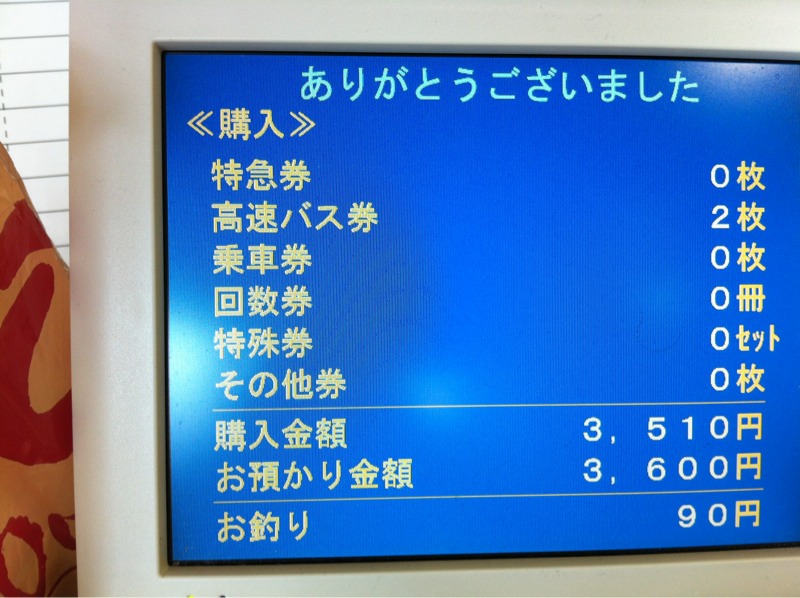 ありがとうございました
≪購入≫
特急券 0枚
高速バス券 2枚
乗車券 0枚
回数券 0冊
特殊券 0セット
その他券 0枚
購入金額 3,510円
お預かり金額 3,600円
お釣り 90円